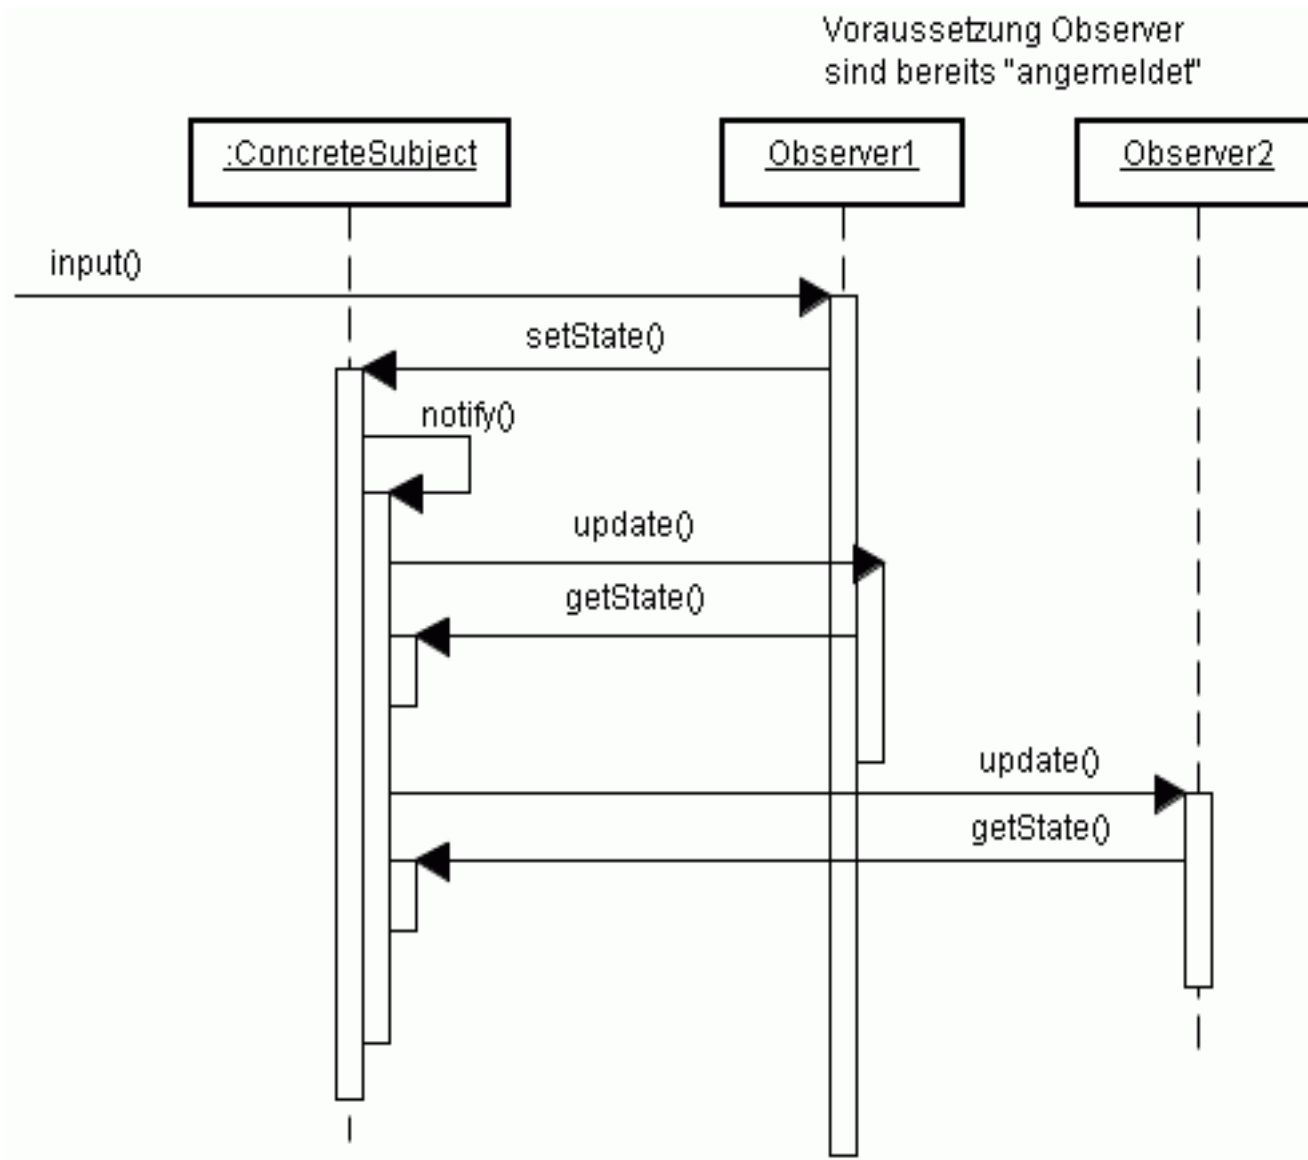 Voraussetzung Observer
sind bereits "angemeldet"
:ConcreteSubject
Observer1
Observer2
input()
setState()
notify()
update()
getState()
update()
getState()